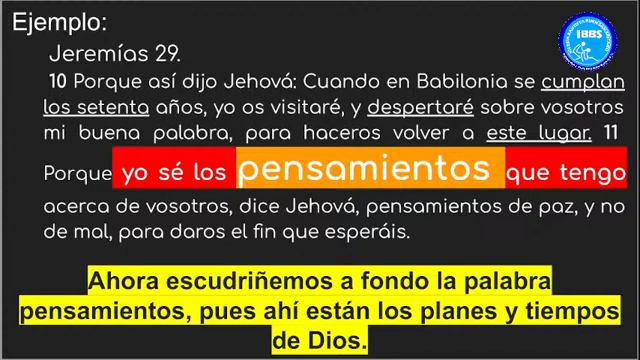 Ejemplo:
IBBS
Jeremías 29.
10 Porque así dijo Jehová: Cuando en Babilonia se cumplan
los setenta años, yo os visitaré, y despertaré sobre vosotros
mi buena palabra, para haceros volver a este lugar. 11
Porque yo sé los pensamientos que tengo
acerca de vosotros, dice Jehová, pensamientos de paz, y no
de mal, para daros el fin que esperáis.
Ahora escudriñemos a fondo la palabra
pensamientos, pues ahí están los planes y tiempos
de Dios.